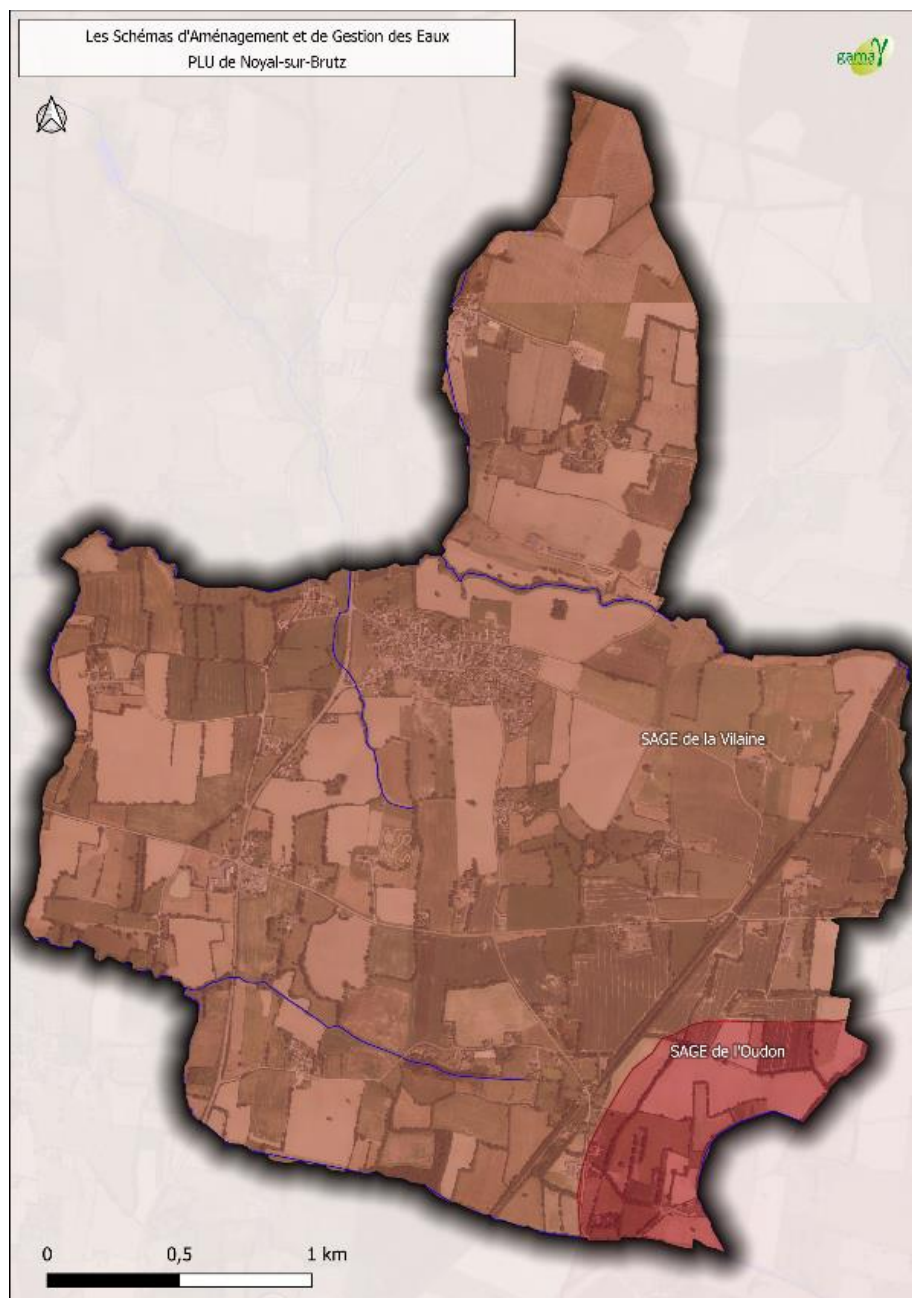 Les Schémas d'Aménagement et de Gestion des Eaux
PLU de Noyal-sur-Brutz
gama
SAGE de la Vilaine
SAGE de l'Oudon
0 0,5 1 km